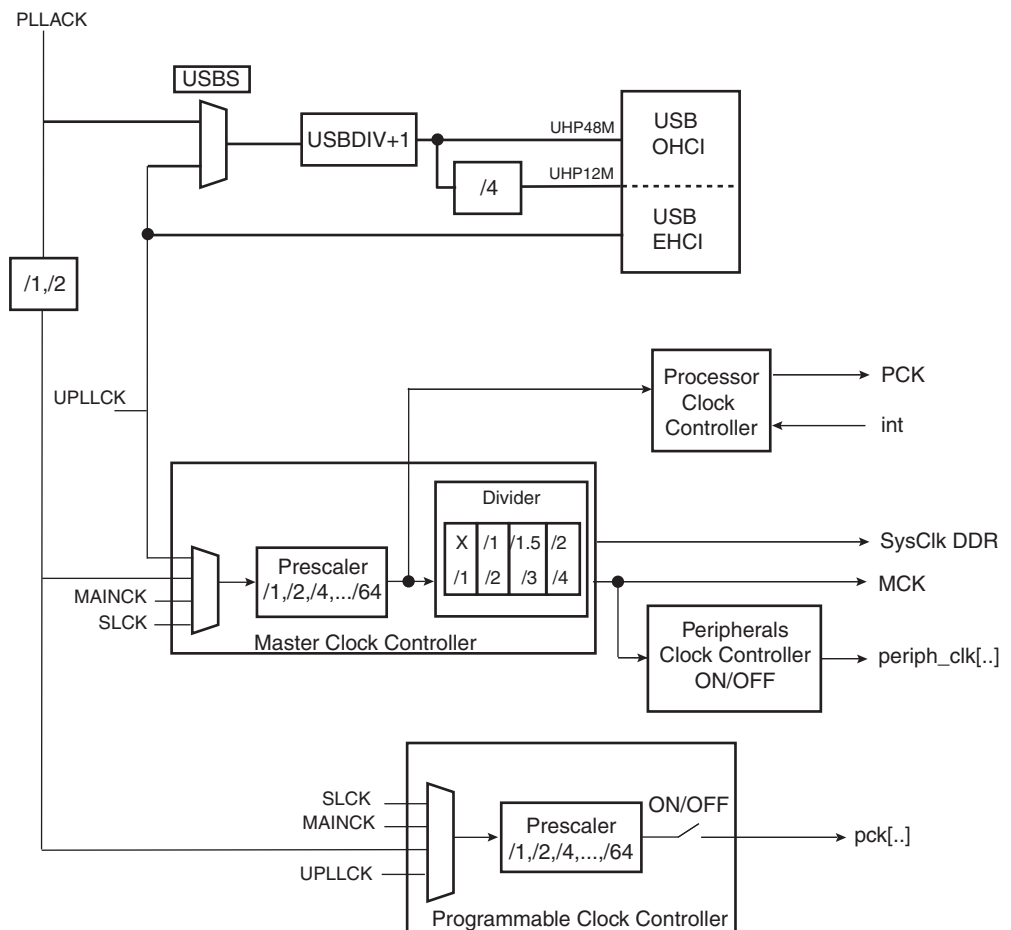 PLLACK
USBS
USBDIV+1
UHP48M
USB
OHCI
/4
UHP12M
USB
EHCI
/1,/2
UPLLCK
Processor
Clock
Controller
PCK
int
Divider
X /1 /1.5 /2
/1 /2 /3 /4
SysClk DDR
Prescaler
/1,/2,/4,.../64
MCK
MAINCK
SLCK
Master Clock Controller
Peripherals
Clock Controller
ON/OFF
periph_clk[..]
SLCK
MAINCK
UPLLCK
Prescaler
/1,/2,/4,...,/64
ON/OFF
pck[..]
Programmable Clock Controller